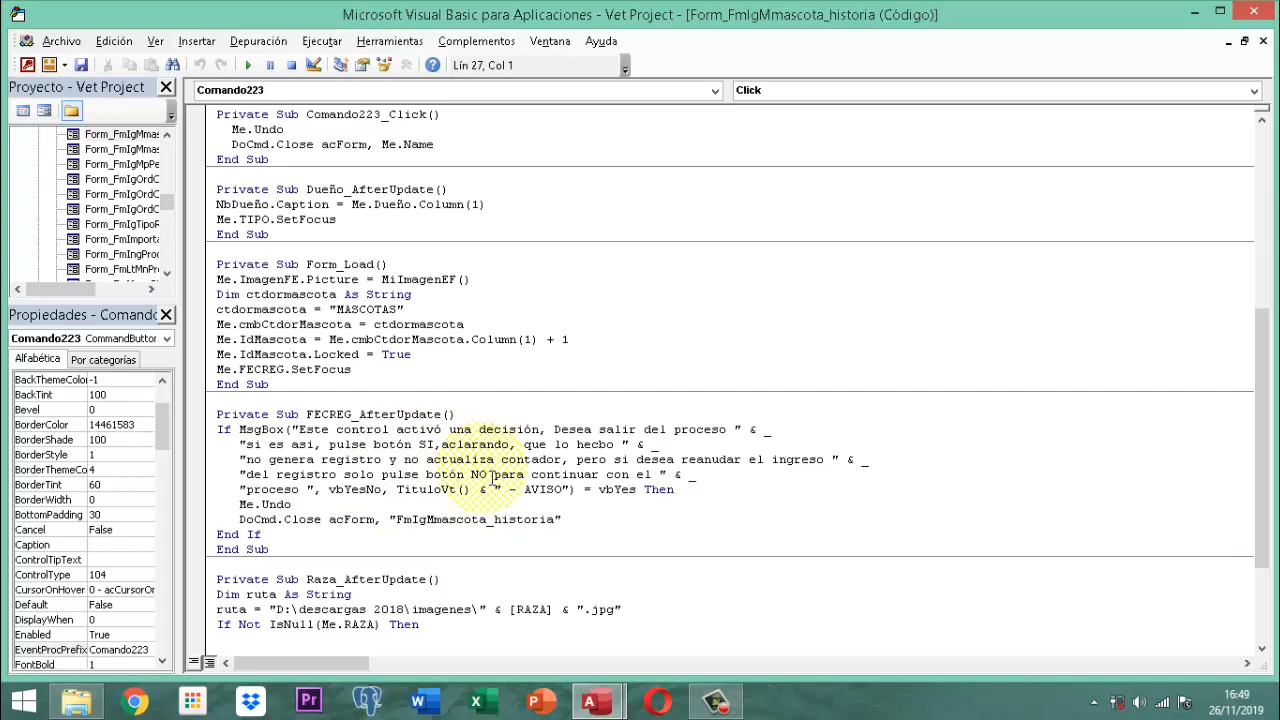 Microsoft Visual Basic para Aplicaciones - Vet Project - [Form_FmIgMmascota_historia (Código)]
Archivo Edición Ver Insertar Depuración Ejecutar Herramientas Complementos Ventana Ayuda
Lín 27, Col 1
Proyecto - Vet Project
Comando223
Click
Form_FmIgMmas
Form_FmIgMmas
Form_FmIgMpPe
Form_FmIgOrdC
Form_FmIgOrdC
Form_FmIgOrdC
Form_FmIgTipoR
Form_FmImporta
Form_FmIngProc
Form_FmLtMnPr
Propiedades - Comando
Comando223 CommandButtor
Alfabética Por categorías
BackThemeColor -1
BackTint 100
Bevel 0
BorderColor 14461583
BorderShade 100
BorderStyle 1
BorderThemeCo 4
BorderTint 60
BorderWidth 0
BottomPadding 30
Cancel False
Caption
ControlTipText
ControlType 104
CursorOnHover 0 - acCursorOr
Default False
DisplayWhen 0
Enabled True
EventProcPrefix Comando223
FontBold 1
Private Sub Comando223_Click()
Me.Undo
DoCmd.Close acForm, Me.Name
End Sub
Private Sub Dueño_AfterUpdate()
NbDueño.Caption = Me.Dueño.Column(1)
Me.TIPO.SetFocus
End Sub
Private Sub Form_Load()
Me.ImagenFE.Picture = MiImagenEF()
Dim ctdormascota As String
ctdormascota = "MASCOTAS"
Me.cmbCtdorMascota = ctdormascota
Me.IdMascota = Me.cmbCtdorMascota.Column(1) + 1
Me.IdMascota.Locked = True
Me.FECREG.SetFocus
End Sub
Private Sub FECREG_AfterUpdate()
If MsgBox("Este control activó una decisión, Desea salir del proceso " & _
"si es asi, pulse botón SI,aclarando, que lo hecho " & _
"no genera registro y no actualiza contador, pero si desea reanudar el ingreso " & _
"del registro solo pulse botón NO para continuar con el " & _
"proceso ", vbYesNo, TituloVt() & " - AVISO") = vbYes Then
Me.Undo
DoCmd.Close acForm, "FmIgMmascota_historia"
End If
End Sub
Private Sub Raza_AfterUpdate()
Dim ruta As String
ruta = "D:\descargas 2018\imagenes\" & [RAZA] & ".jpg"
If Not IsNull(Me.RAZA) Then
16:49
26/11/2019